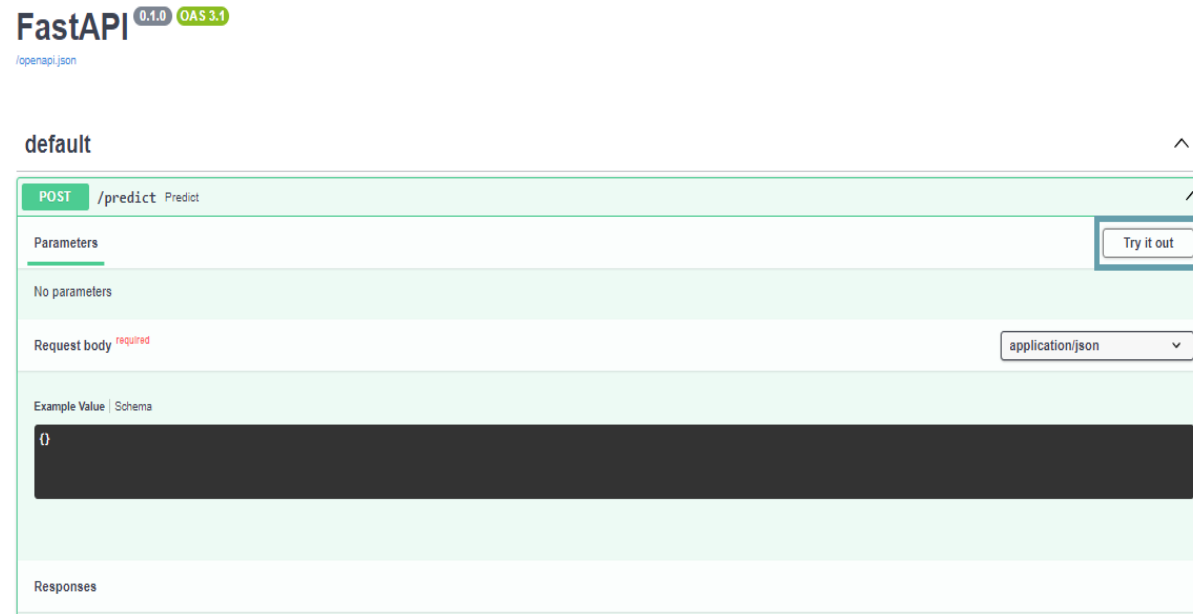 FastAPI 0.1.0 OAS 3.1
/openapi.json
default
POST /predict Predict
Parameters
Try it out
No parameters
Request body required
application/json
Example Value | Schema
{}
Responses